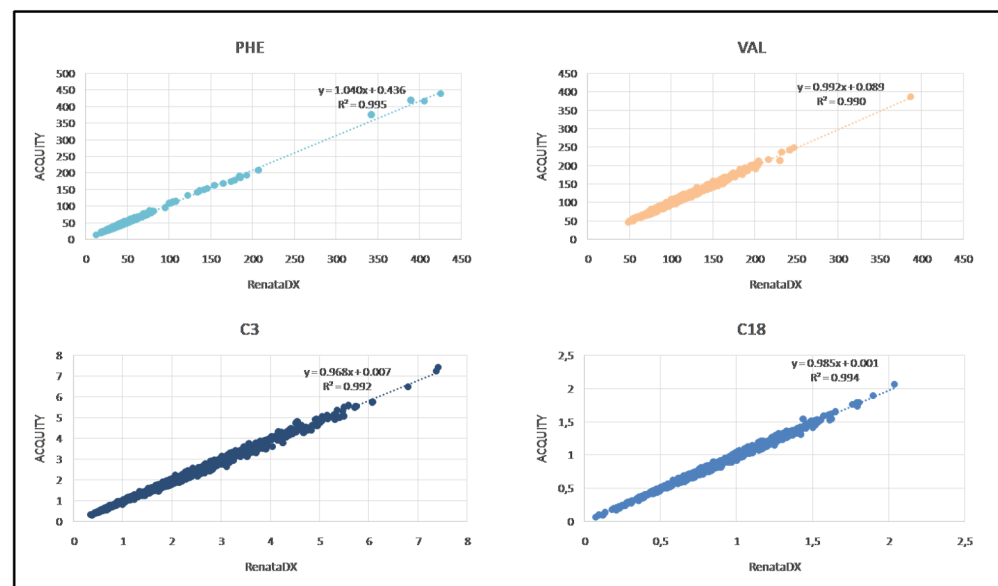 PHE
500
450
400
350
300
250
200
150
100
50
0
ACQUITY
y = 1.040x + 0.436
R² = 0.995
0 50 100 150 200 250 300 350 400 450
RenataDX
VAL
450
400
350
300
250
200
150
100
50
0
ACQUITY
y = 0.992x + 0.089
R² = 0.990
0 50 100 150 200 250 300 350 400 450
RenataDX
C3
8
7
6
5
4
3
2
1
0
ACQUITY
y = 0.968x + 0.007
R² = 0.992
0 1 2 3 4 5 6 7 8
RenataDX
C18
2,5
2
1,5
1
0,5
0
ACQUITY
y = 0.985x + 0.001
R² = 0.994
0 0,5 1 1,5 2 2,5
RenataDX